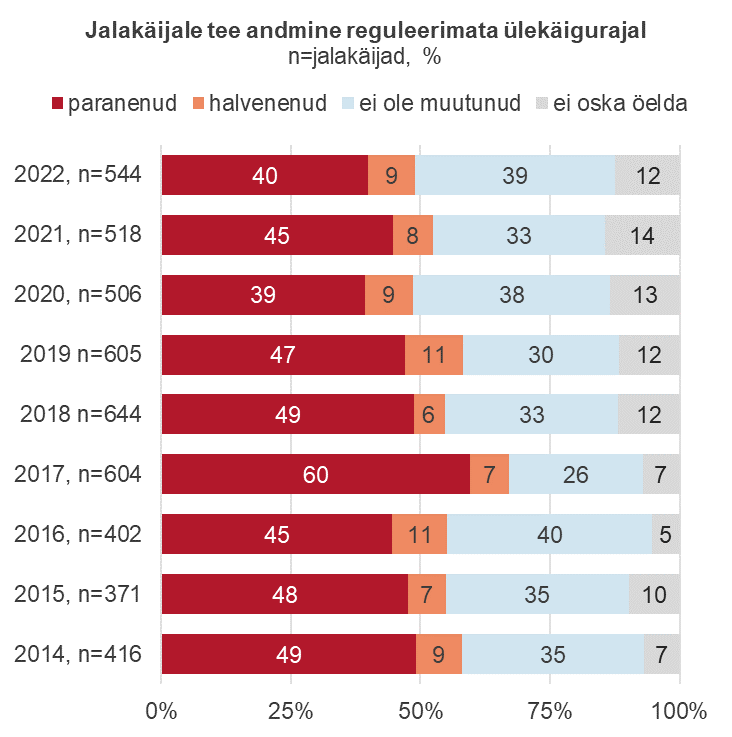 Jalakäijale tee andmine reguleerimata ülekäigurajal
n=jalakäijad, %
paranenud halvenenud ei ole muutunud ei oska öelda
2022, n=544 40 9 39 12
2021, n=518 45 8 33 14
2020, n=506 39 9 38 13
2019 n=605 47 11 30 12
2018 n=644 49 6 33 12
2017, n=604 60 7 26 7
2016, n=402 45 11 40 5
2015, n=371 48 7 35 10
2014, n=416 49 9 35 7
0% 25% 50% 75% 100%